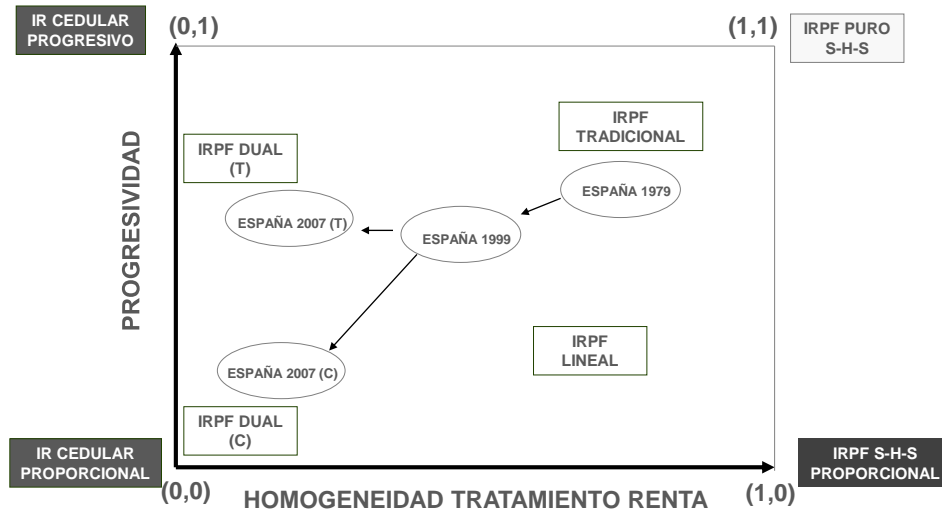 IR CEDULAR
PROGRESIVO
(0,1)
(1,1)
IRPF PURO
S-H-S
PROGRESIVIDAD
IRPF
TRADICIONAL
IRPF DUAL
(T)
ESPAÑA 1979
ESPAÑA 2007 (T)
ESPAÑA 1999
IRPF
LINEAL
ESPAÑA 2007 (C)
IRPF DUAL
(C)
IR CEDULAR
PROPORCIONAL
IRPF S-H-S
PROPORCIONAL
(0,0)
HOMOGENEIDAD TRATAMIENTO RENTA
(1,0)